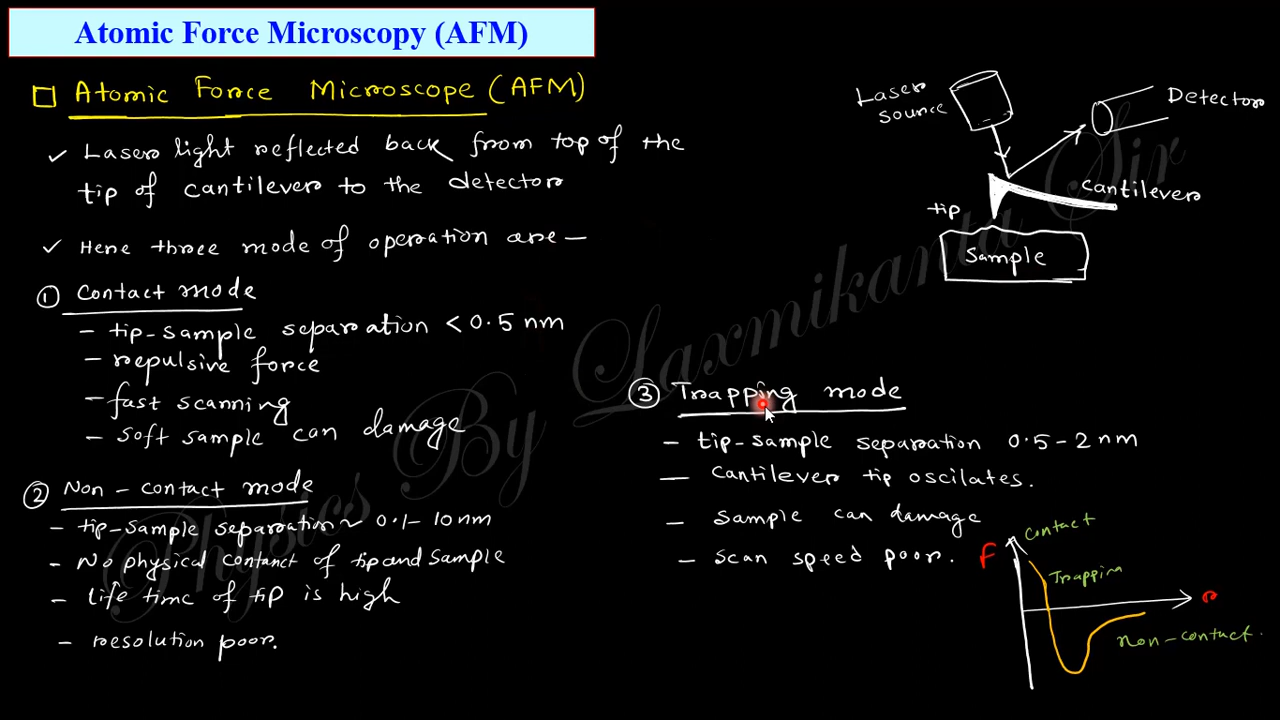 Atomic Force Microscopy (AFM)
Atomic Force Microscope (AFM)
✓ Laser light reflected back from top of the
tip of cantilever to the detector
✓ Here three mode of operation are –
① Contact mode
– tip-sample separation < 0.5 nm
– repulsive force
– fast scanning
– soft sample can damage
② Non-contact mode
– tip-sample separation ~ 0.1 - 10 nm
– No physical contanct of tip and sample
– life time of tip is high
– resolution poor.
Laser
source
Detector
cantilever
tip
Sample
③ Trapping mode
– tip-sample separation 0.5 - 2 nm
– Cantilever tip oscilates.
– Sample can damage
– Scan speed poor.
F
contact
Trappin
r
non-contact.
Physics By Laxmikanta Sir